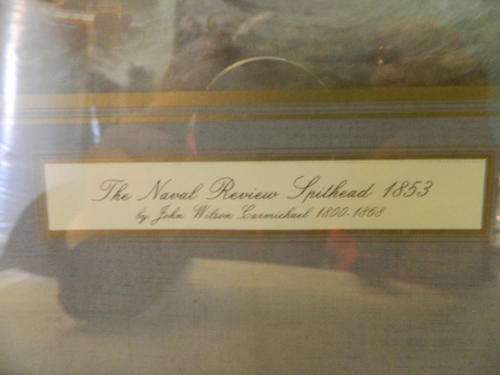 The Naval Review Spithead 1853
by John Wilson Carmichael 1800-1868